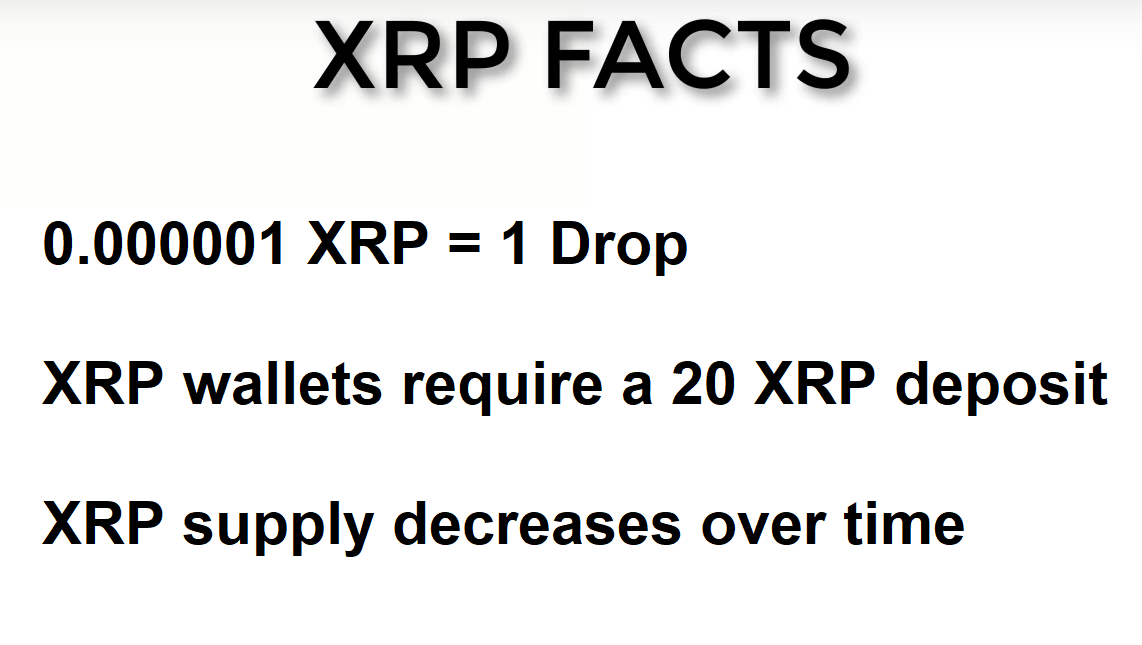 XRP FACTS
0.000001 XRP = 1 Drop
XRP wallets require a 20 XRP deposit
XRP supply decreases over time